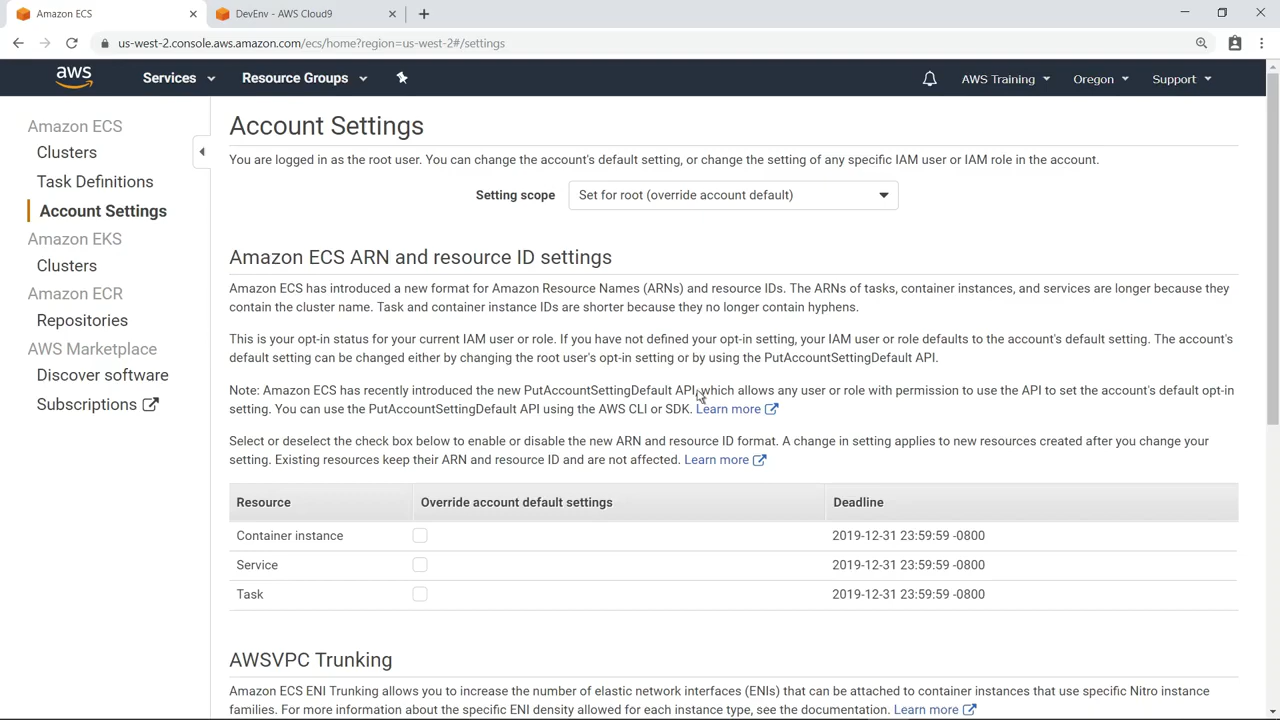 Amazon ECS
DevEnv - AWS Cloud9
us-west-2.console.aws.amazon.com/ecs/home?region=us-west-2#/settings
aws
Services
Resource Groups
AWS Training
Oregon
Support
Amazon ECS
Clusters
Task Definitions
Account Settings
Amazon EKS
Clusters
Amazon ECR
Repositories
AWS Marketplace
Discover software
Subscriptions
Account Settings
You are logged in as the root user. You can change the account's default setting, or change the setting of any specific IAM user or IAM role in the account.
Setting scope
Set for root (override account default)
Amazon ECS ARN and resource ID settings
Amazon ECS has introduced a new format for Amazon Resource Names (ARNs) and resource IDs. The ARNs of tasks, container instances, and services are longer because they
contain the cluster name. Task and container instance IDs are shorter because they no longer contain hyphens.
This is your opt-in status for your current IAM user or role. If you have not defined your opt-in setting, your IAM user or role defaults to the account's default setting. The account's
default setting can be changed either by changing the root user's opt-in setting or by using the PutAccountSettingDefault API.
Note: Amazon ECS has recently introduced the new PutAccountSettingDefault API, which allows any user or role with permission to use the API to set the account's default opt-in
setting. You can use the PutAccountSettingDefault API using the AWS CLI or SDK. Learn more
Select or deselect the check box below to enable or disable the new ARN and resource ID format. A change in setting applies to new resources created after you change your
setting. Existing resources keep their ARN and resource ID and are not affected. Learn more
Resource Override account default settings Deadline
Container instance 2019-12-31 23:59:59 -0800
Service 2019-12-31 23:59:59 -0800
Task 2019-12-31 23:59:59 -0800
AWSVPC Trunking
Amazon ECS ENI Trunking allows you to increase the number of elastic network interfaces (ENIs) that can be attached to container instances that use specific Nitro instance
families. For more information about the specific ENI density allowed for each instance type, see the documentation. Learn more